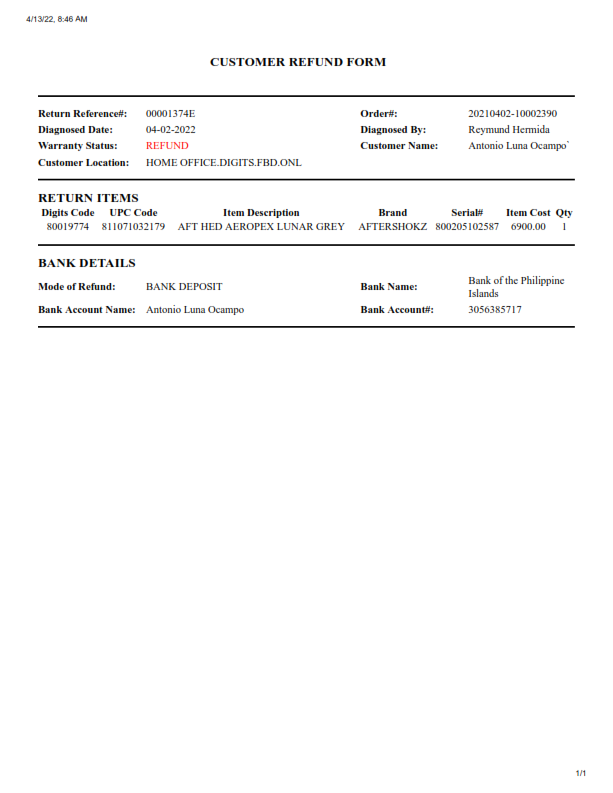 4/13/22, 8:46 AM
CUSTOMER REFUND FORM
Return Reference#: 00001374E Order#: 20210402-10002390
Diagnosed Date: 04-02-2022 Diagnosed By: Reymund Hermida
Warranty Status: REFUND Customer Name: Antonio Luna Ocampo`
Customer Location: HOME OFFICE.DIGITS.FBD.ONL
RETURN ITEMS
Digits Code UPC Code Item Description Brand Serial# Item Cost Qty
80019774 811071032179 AFT HED AEROPEX LUNAR GREY AFTERSHOKZ 800205102587 6900.00 1
BANK DETAILS
Mode of Refund: BANK DEPOSIT Bank Name: Bank of the Philippine
Islands
Bank Account Name: Antonio Luna Ocampo Bank Account#: 3056385717
1/1